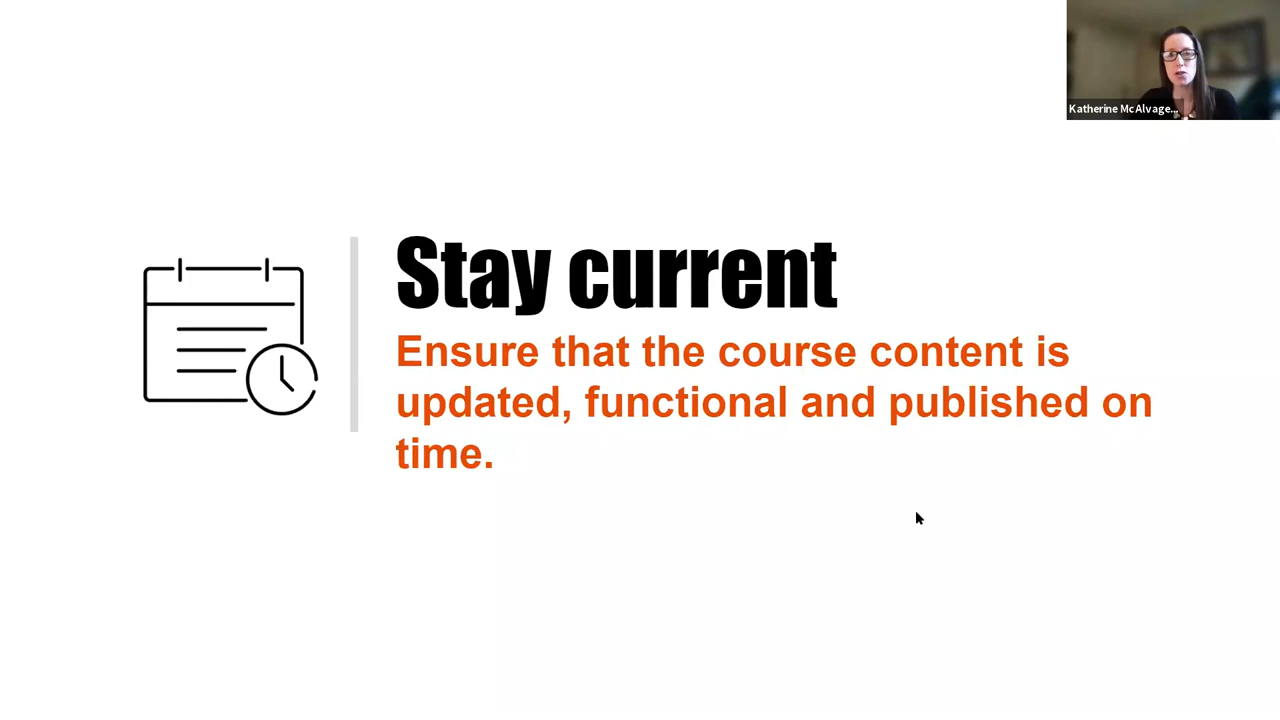 Katherine McAlvage...
Stay current
Ensure that the course content is
updated, functional and published on
time.